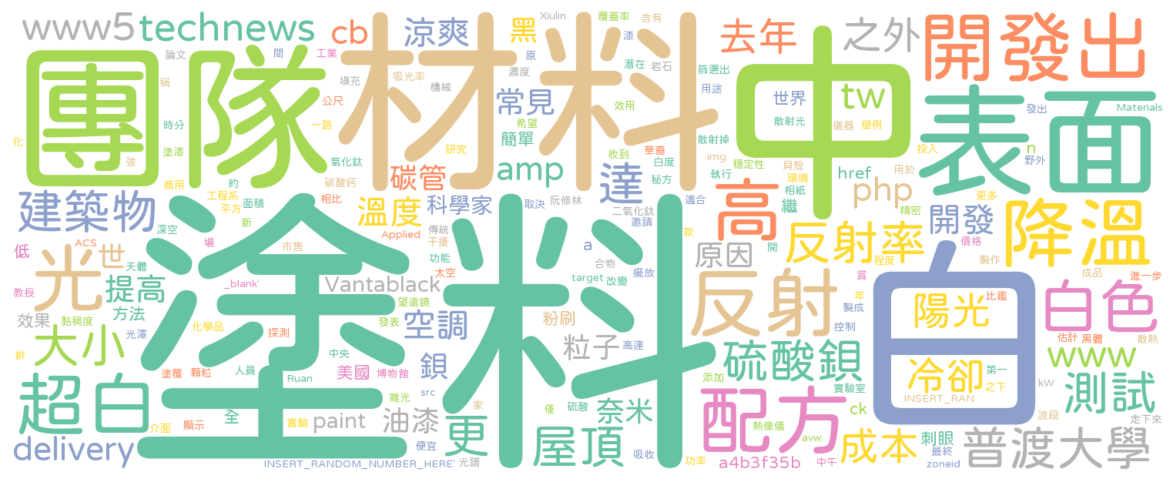 www5
technews
cb
涼爽
黑
Xiulin
覆蓋率
含有
去年
之外
開發出
論文
間
工業
原
漆
潛在
岩石
篩選出
稱
填充
吸光率
機械
濃度
常見
用途
世界
tw
團隊
材料
中
表面
Materials
公尺
效用
散射光
儀器
舉例
發出
時分
一路
希望
簡單
散射掉
化
塗漆
強
氧化鈦
研究
收到
華裔
白度
img
穩定性
貝殼
投入
n
野外
amp
秘方
執行
環境
href
用於
商用
約
碳酸鈣
碳管
達
高
相紙
繼
php
更多
建築物
工程系
面積
平方
新
相比
溫度
科學家
取決
阮修林
適合
精密
開發
降溫
二氧化鈦
邀請
低
ACS
深空
場
市售
Applied
傳統
干擾
a
歐
原因
開
反射率
價格
程度
製作
成品
進一步
光
世
天體
功能
太空
合物
target
改變
擺放
教授
提高
_blank'
Vantablack
望遠鏡
反射
賞
年
白
陽光
比鑑
白色
效果
黏稠度
方法
光澤
化學品
探測
發表
空調
粉刷
製成
控制
估計
黑體
散熱
大小
排
中央
粒子
高達
硫酸鋇
www
塗料
塗覆
顆粒
人員
美國
博物館
鋇
添加
實驗室
冷卻
第一
之下
kW
測試
超白
Ruan
src
INSERT_RAN
全
雕光
家
僅
硫酸
奈米
配方
ck
波段
介面
顯示
實驗
paint
油漆
更
熱像儀
成本
刺眼
走下來
delivery
便宜
屋頂
avw
最終
普渡大學
INSERT_RANDOM_NUMBER_HERE'
光譜
吸收
功率
a4b3f35b
中午
zoneid